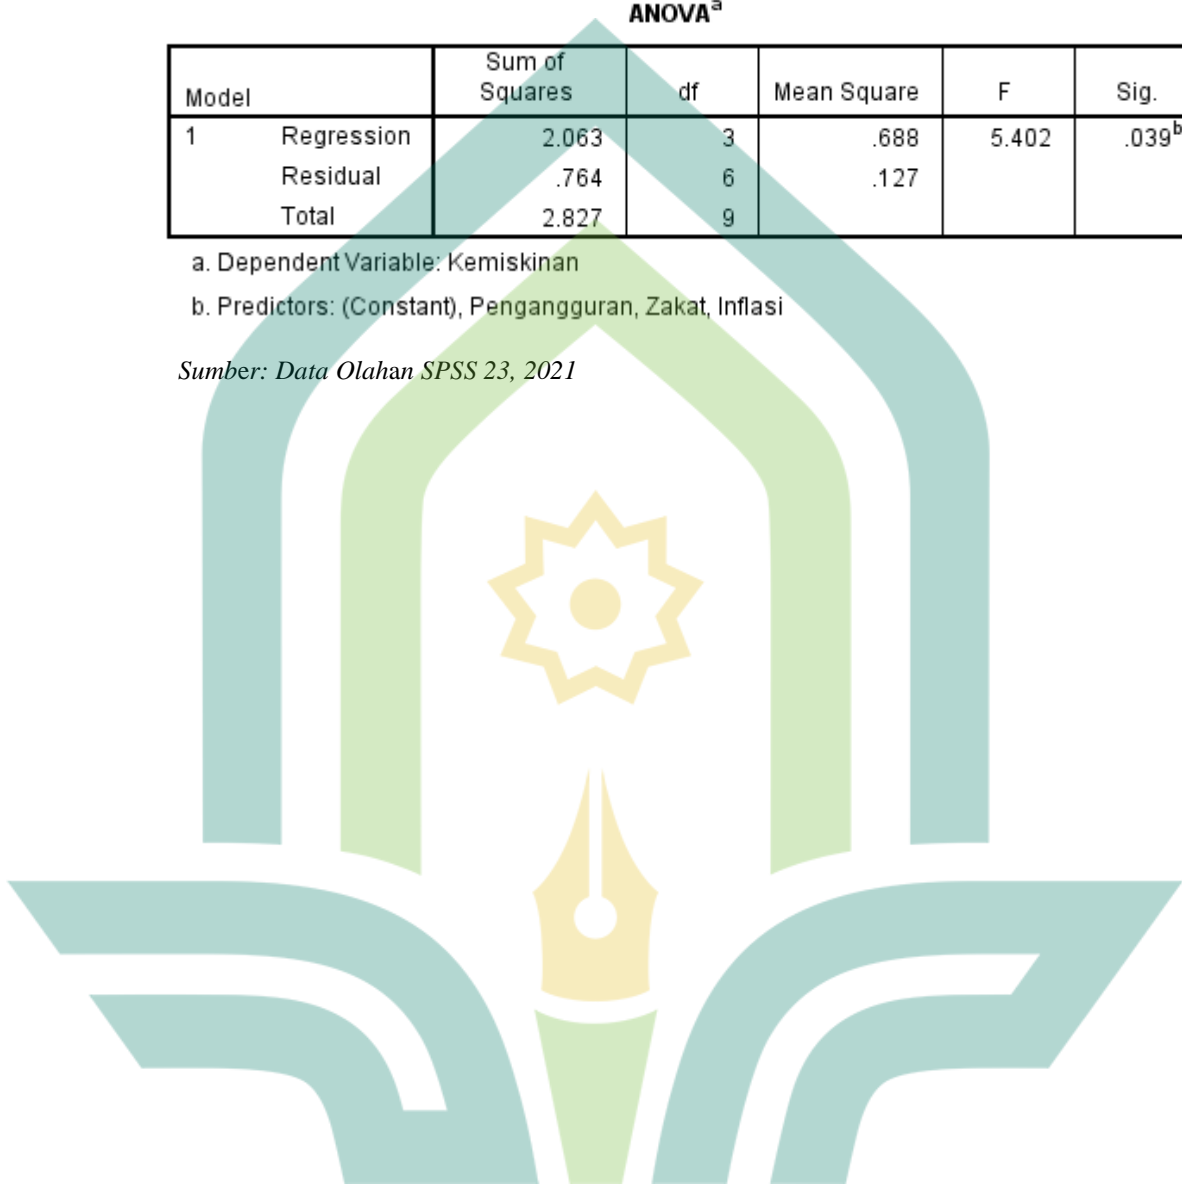 ANOVAᵃ
Model Sum of Squares df Mean Square F Sig.
1 Regression 2.063 3 .688 5.402 .039ᵇ
Residual .764 6 .127
Total 2.827 9
a. Dependent Variable: Kemiskinan
b. Predictors: (Constant), Pengangguran, Zakat, Inflasi
Sumber: Data Olahan SPSS 23, 2021